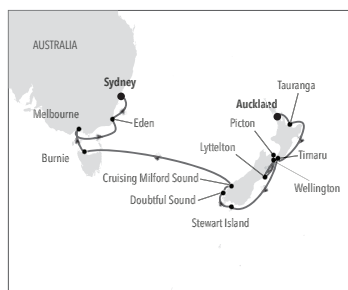 AUSTRALIA
Sydney
Tauranga
Melbourne
Auckland
Eden
Picton
Burnie
Lyttelton
Timaru
Cruising Milford Sound
Wellington
Doubtful Sound
Stewart Island